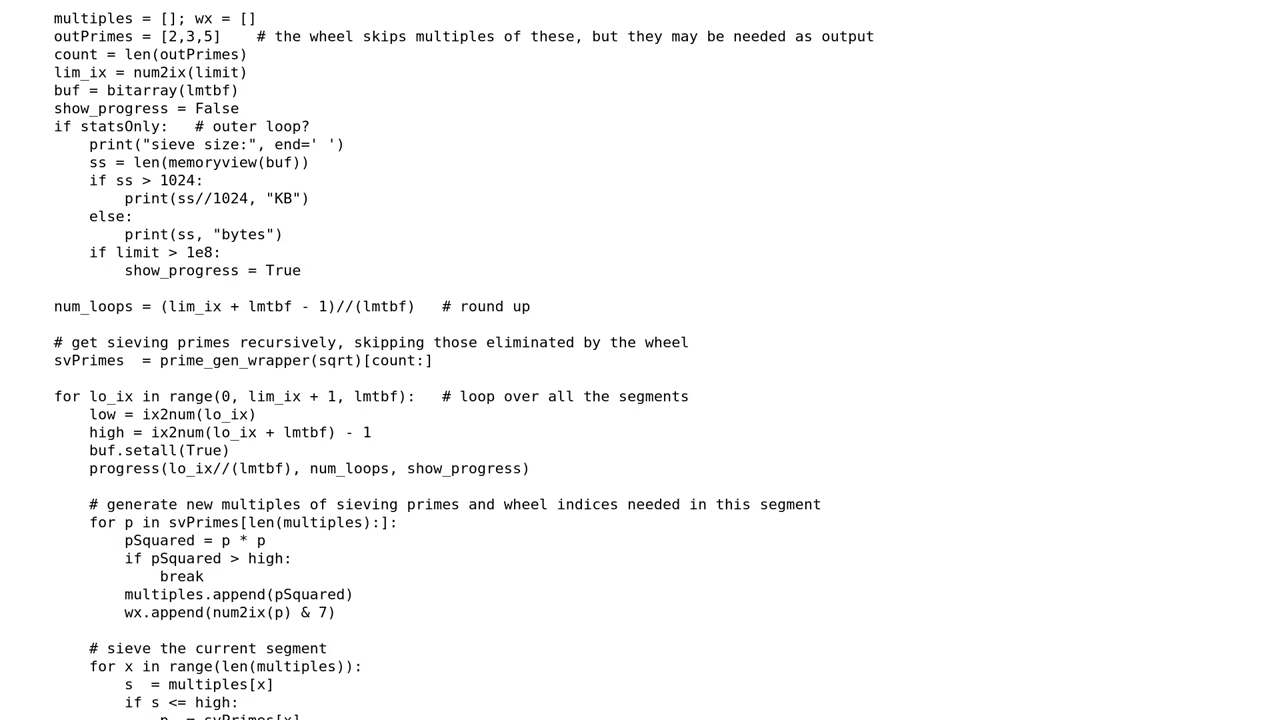 multiples = []; wx = []
outPrimes = [2,3,5]    # the wheel skips multiples of these, but they may be needed as output
count = len(outPrimes)
lim_ix = num2ix(limit)
buf = bitarray(lmtbf)
show_progress = False
if statsOnly:   # outer loop?
    print("sieve size:", end=' ')
    ss = len(memoryview(buf))
    if ss > 1024:
        print(ss//1024, "KB")
    else:
        print(ss, "bytes")
    if limit > 1e8:
        show_progress = True

num_loops = (lim_ix + lmtbf - 1)//(lmtbf)   # round up

# get sieving primes recursively, skipping those eliminated by the wheel
svPrimes  = prime_gen_wrapper(sqrt)[count:]

for lo_ix in range(0, lim_ix + 1, lmtbf):   # loop over all the segments
    low = ix2num(lo_ix)
    high = ix2num(lo_ix + lmtbf) - 1
    buf.setall(True)
    progress(lo_ix//(lmtbf), num_loops, show_progress)

    # generate new multiples of sieving primes and wheel indices needed in this segment
    for p in svPrimes[len(multiples):]:
        pSquared = p * p
        if pSquared > high:
            break
        multiples.append(pSquared)
        wx.append(num2ix(p) & 7)

    # sieve the current segment
    for x in range(len(multiples)):
        s  = multiples[x]
        if s <= high:
            p  = svPrimes[x]